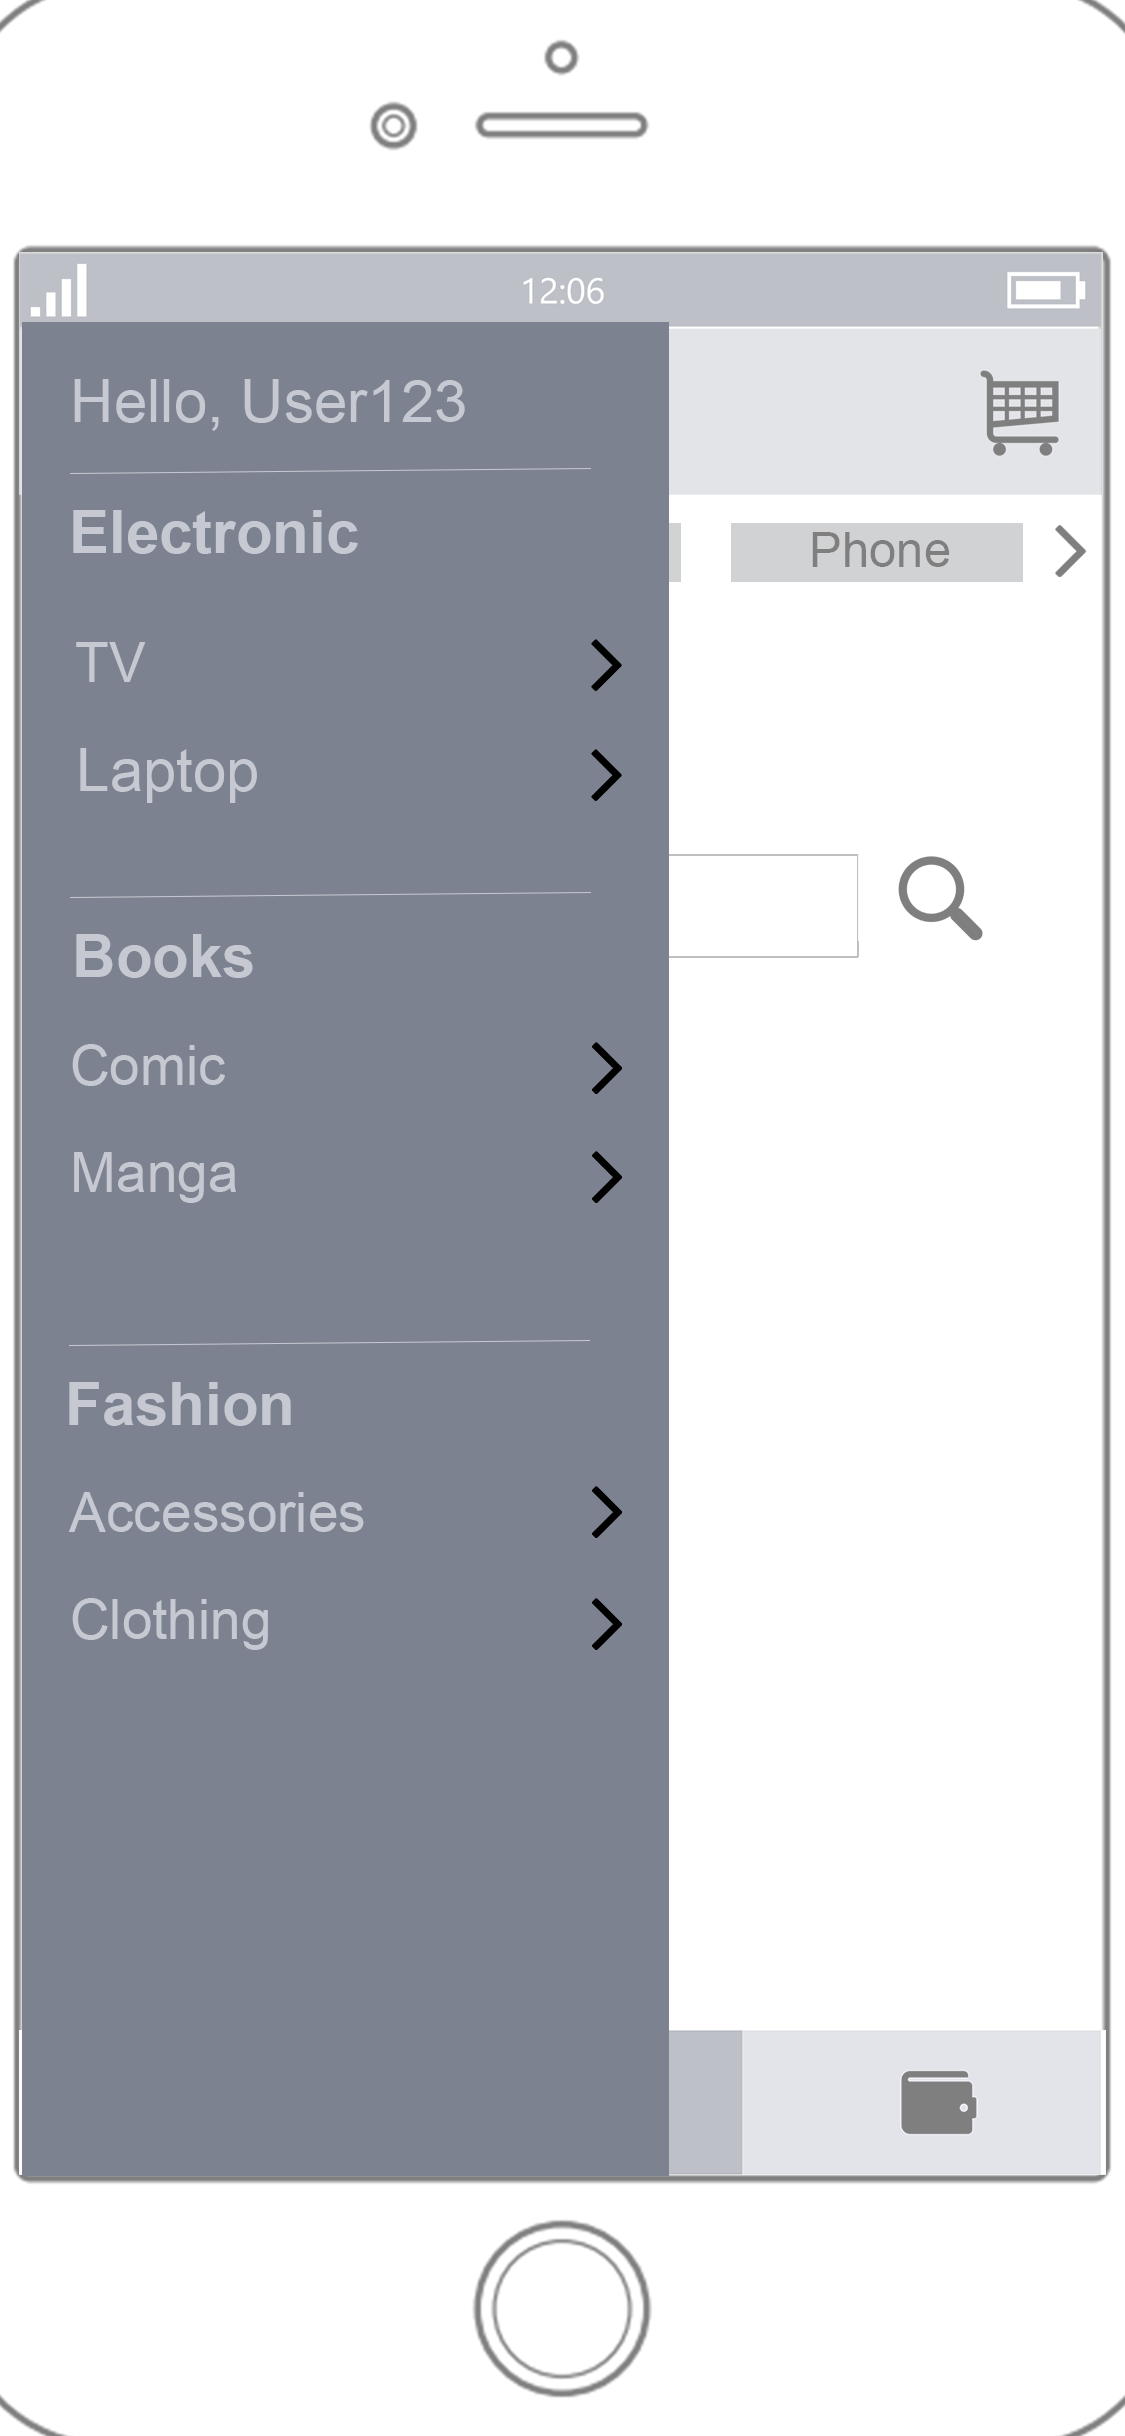 12:06
Hello, User123
Electronic
Phone
TV
Laptop
Books
Comic
Manga
Fashion
Accessories
Clothing